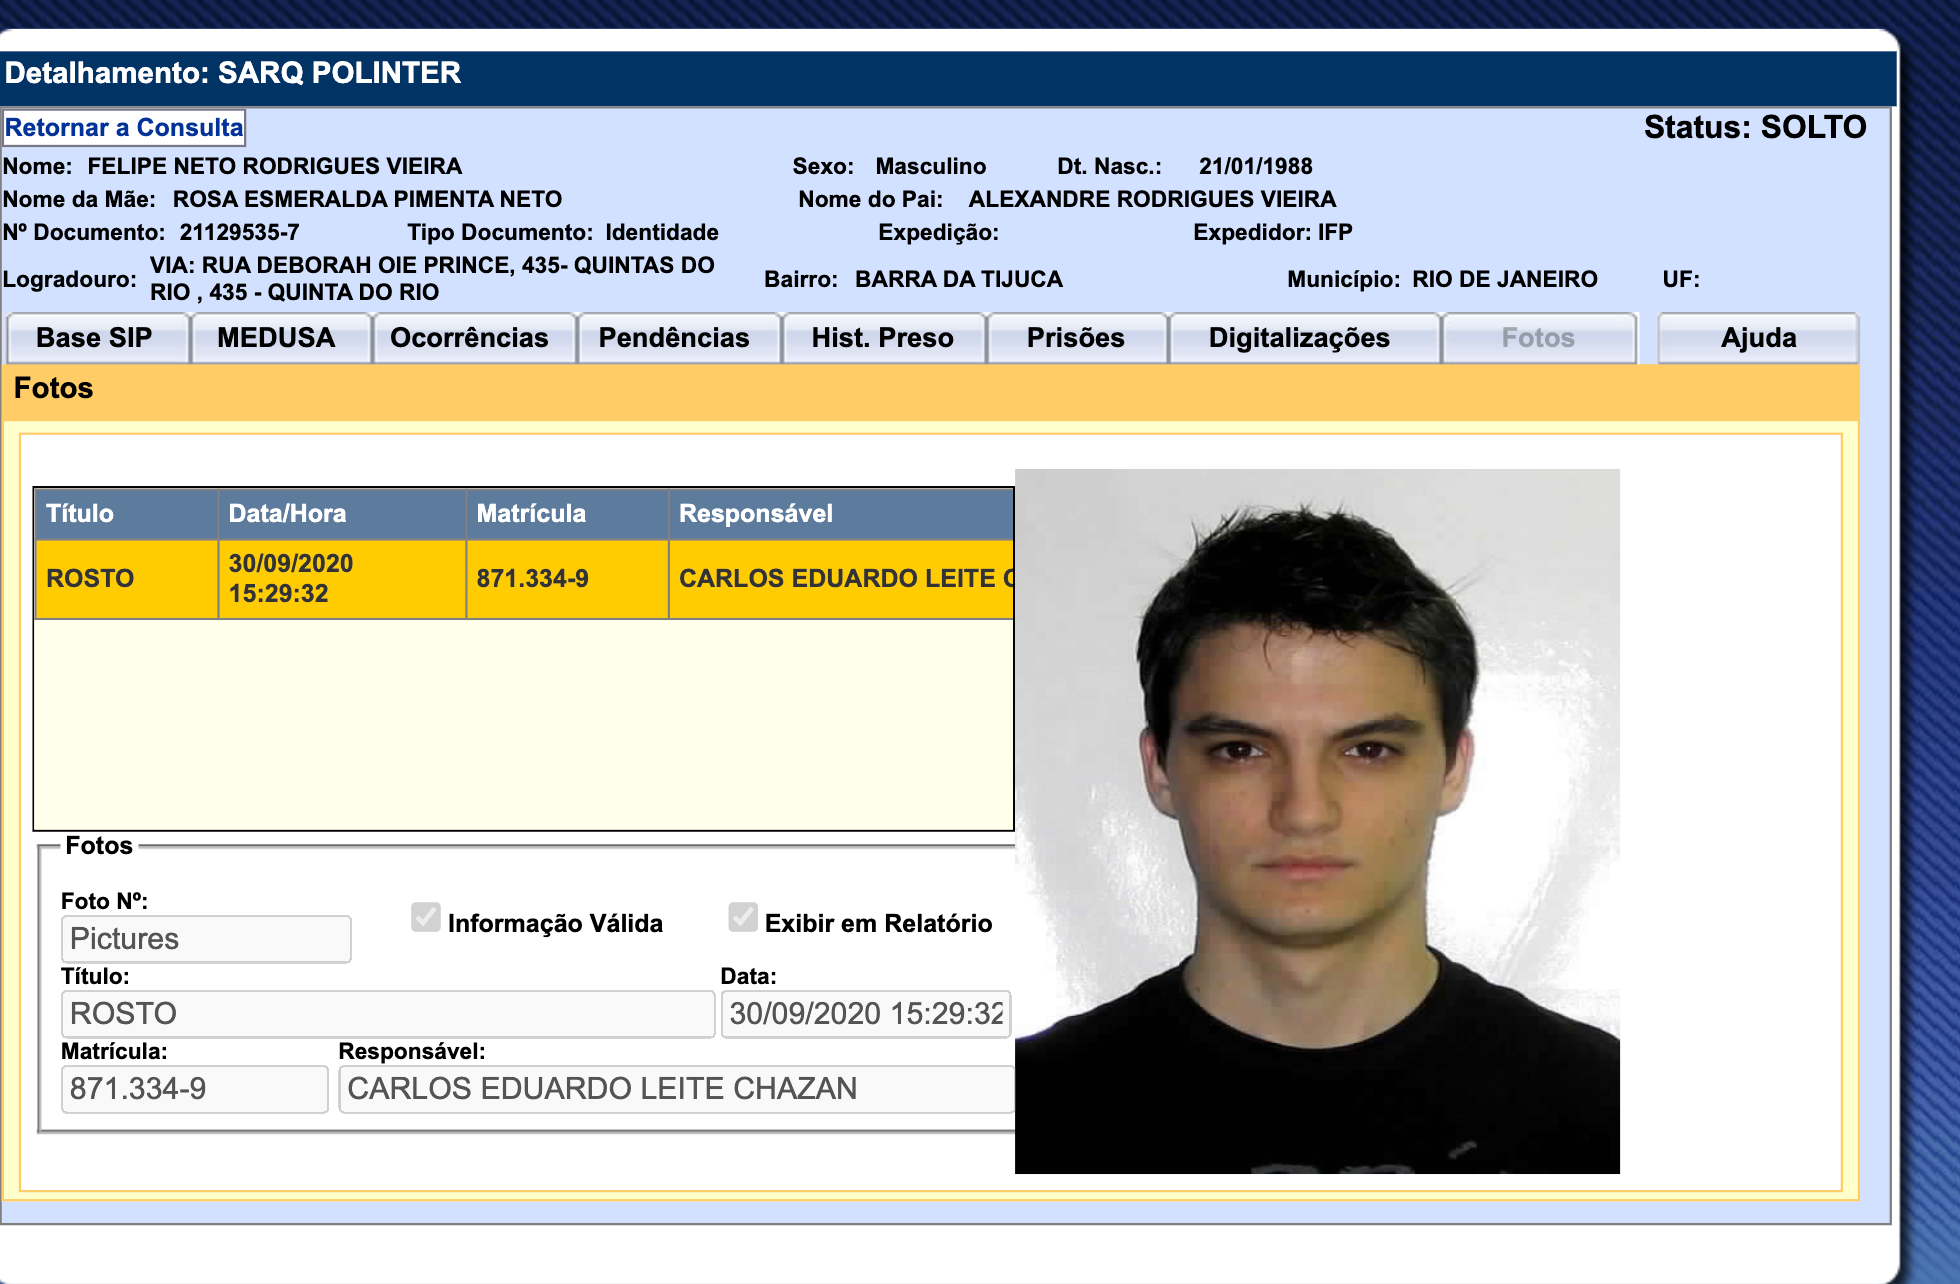 Detalhamento: SARQ POLINTER
Retornar a Consulta
Status: SOLTO
Nome: FELIPE NETO RODRIGUES VIEIRA Sexo: Masculino Dt. Nasc.: 21/01/1988
Nome da Mãe: ROSA ESMERALDA PIMENTA NETO Nome do Pai: ALEXANDRE RODRIGUES VIEIRA
Nº Documento: 21129535-7 Tipo Documento: Identidade Expedição: Expedidor: IFP
Logradouro: VIA: RUA DEBORAH OIE PRINCE, 435- QUINTAS DO
RIO , 435 - QUINTA DO RIO
Bairro: BARRA DA TIJUCA Município: RIO DE JANEIRO UF:
Base SIP MEDUSA Ocorrências Pendências Hist. Preso Prisões Digitalizações Fotos Ajuda
Fotos
Título Data/Hora Matrícula Responsável
ROSTO 30/09/2020 15:29:32 871.334-9 CARLOS EDUARDO LEITE
Fotos
Foto Nº:
Pictures
Informação Válida Exibir em Relatório
Título: Data:
ROSTO 30/09/2020 15:29:32
Matrícula: Responsável:
871.334-9 CARLOS EDUARDO LEITE CHAZAN